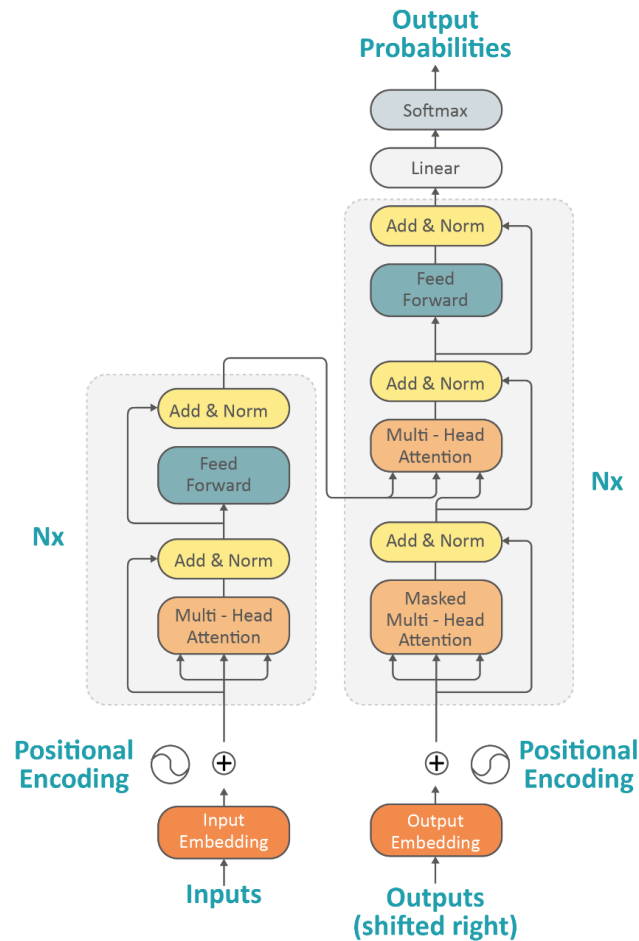 Output
Probabilities
Softmax
Linear
Add & Norm
Feed
Forward
Add & Norm
Multi - Head
Attention
Add & Norm
Masked
Multi - Head
Attention
Nx
Add & Norm
Feed
Forward
Nx
Add & Norm
Multi - Head
Attention
Positional
Encoding
Positional
Encoding
Input
Embedding
Output
Embedding
Inputs
Outputs
(shifted right)